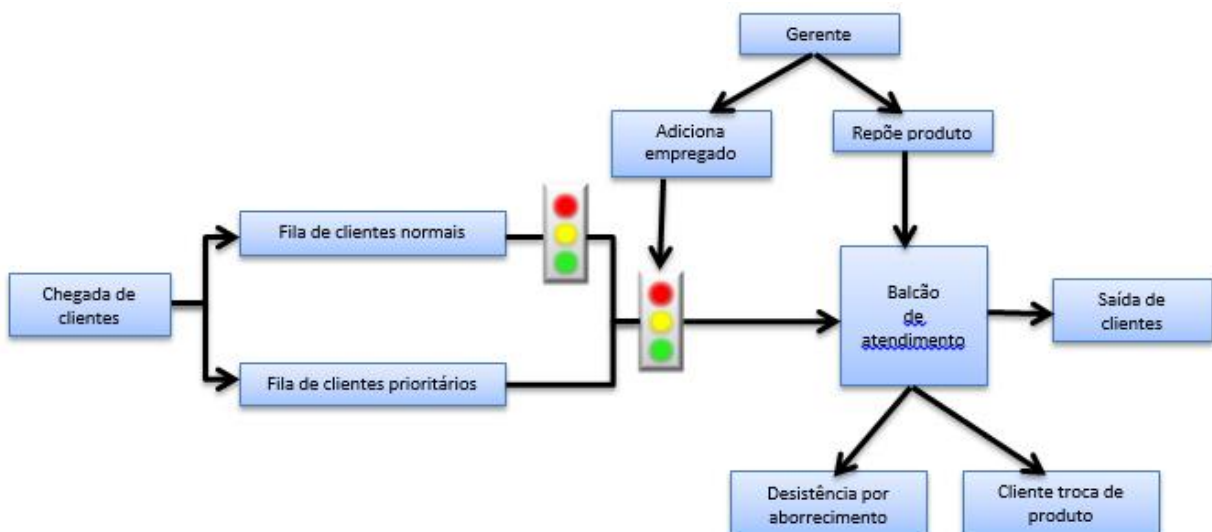 Gerente
Adiciona
empregado
Repõe produto
Fila de clientes normais
Chegada de
clientes
Balcão
de
atendimento
Saída de
clientes
Fila de clientes prioritários
Desistência por
aborrecimento
Cliente troca de
produto